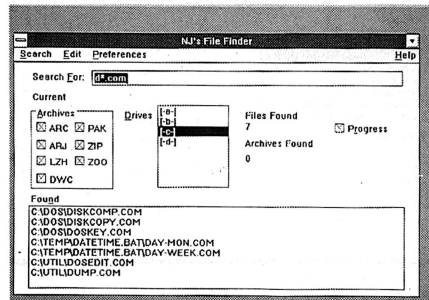 NJ's File Finder
Search Edit Preferences Help
Search For: d*.com
Current
Archives
ARC PAK
ARJ ZIP
LZH ZOO
DWC
Drives
[-a-]
[-b-]
[-c-]
[-d-]
Files Found
7
Archives Found
0
Progress
Found
C:\DOS\DISKCOMP.COM
C:\DOS\DISKCOPY.COM
C:\DOS\DOSKEY.COM
C:\TEMP\DATETIME.BAT\DAY-MON.COM
C:\TEMP\DATETIME.BAT\DAY-WEEK.COM
C:\UTIL\DOSEDIT.COM
C:\UTIL\DUMP.COM